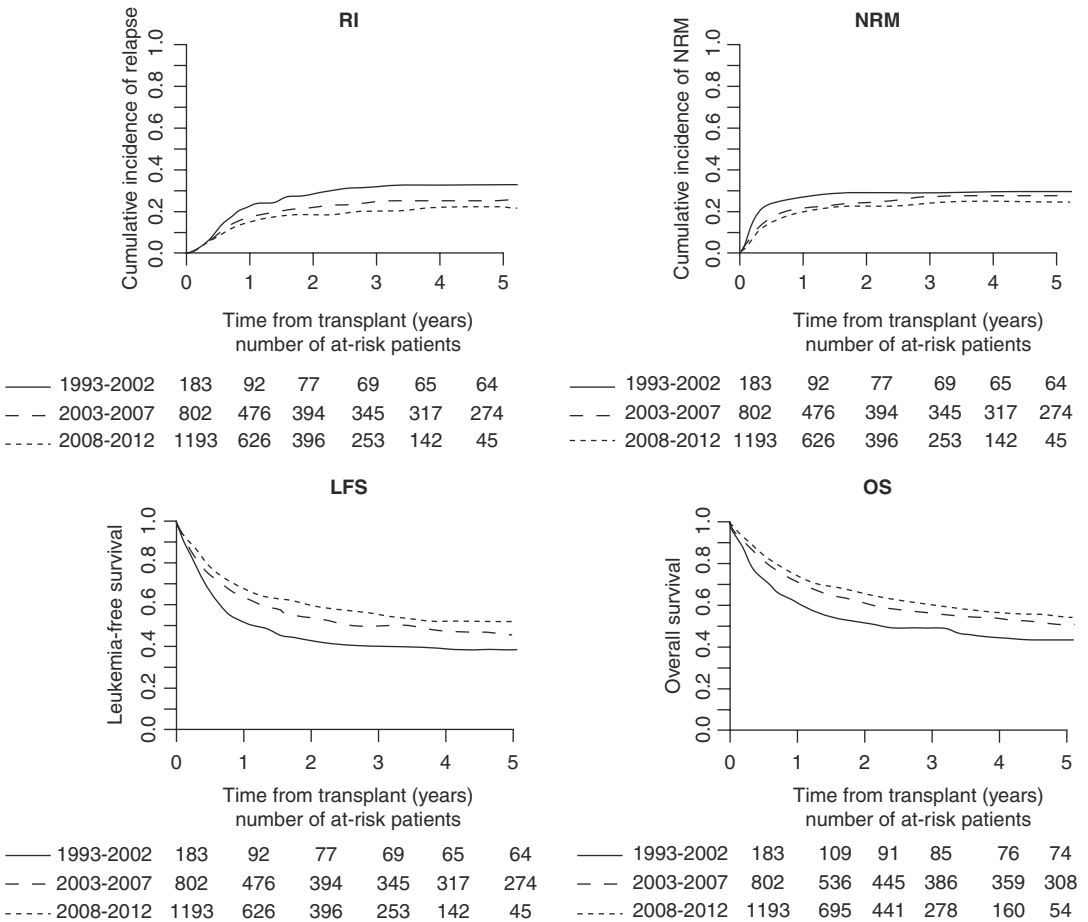 RI
Cumulative incidence of relapse
1.0
0.8
0.6
0.4
0.2
0.0
0 1 2 3 4 5
Time from transplant (years)
number of at-risk patients
1993-2002 183 92 77 69 65 64
2003-2007 802 476 394 345 317 274
2008-2012 1193 626 396 253 142 45
NRM
Cumulative incidence of NRM
1.0
0.8
0.6
0.4
0.2
0.0
0 1 2 3 4 5
Time from transplant (years)
number of at-risk patients
1993-2002 183 92 77 69 65 64
2003-2007 802 476 394 345 317 274
2008-2012 1193 626 396 253 142 45
LFS
Leukemia-free survival
1.0
0.8
0.6
0.4
0.2
0.0
0 1 2 3 4 5
Time from transplant (years)
number of at-risk patients
1993-2002 183 92 77 69 65 64
2003-2007 802 476 394 345 317 274
2008-2012 1193 626 396 253 142 45
OS
Overall survival
1.0
0.8
0.6
0.4
0.2
0.0
0 1 2 3 4 5
Time from transplant (years)
number of at-risk patients
1993-2002 183 109 91 85 76 74
2003-2007 802 536 445 386 359 308
2008-2012 1193 695 441 278 160 54